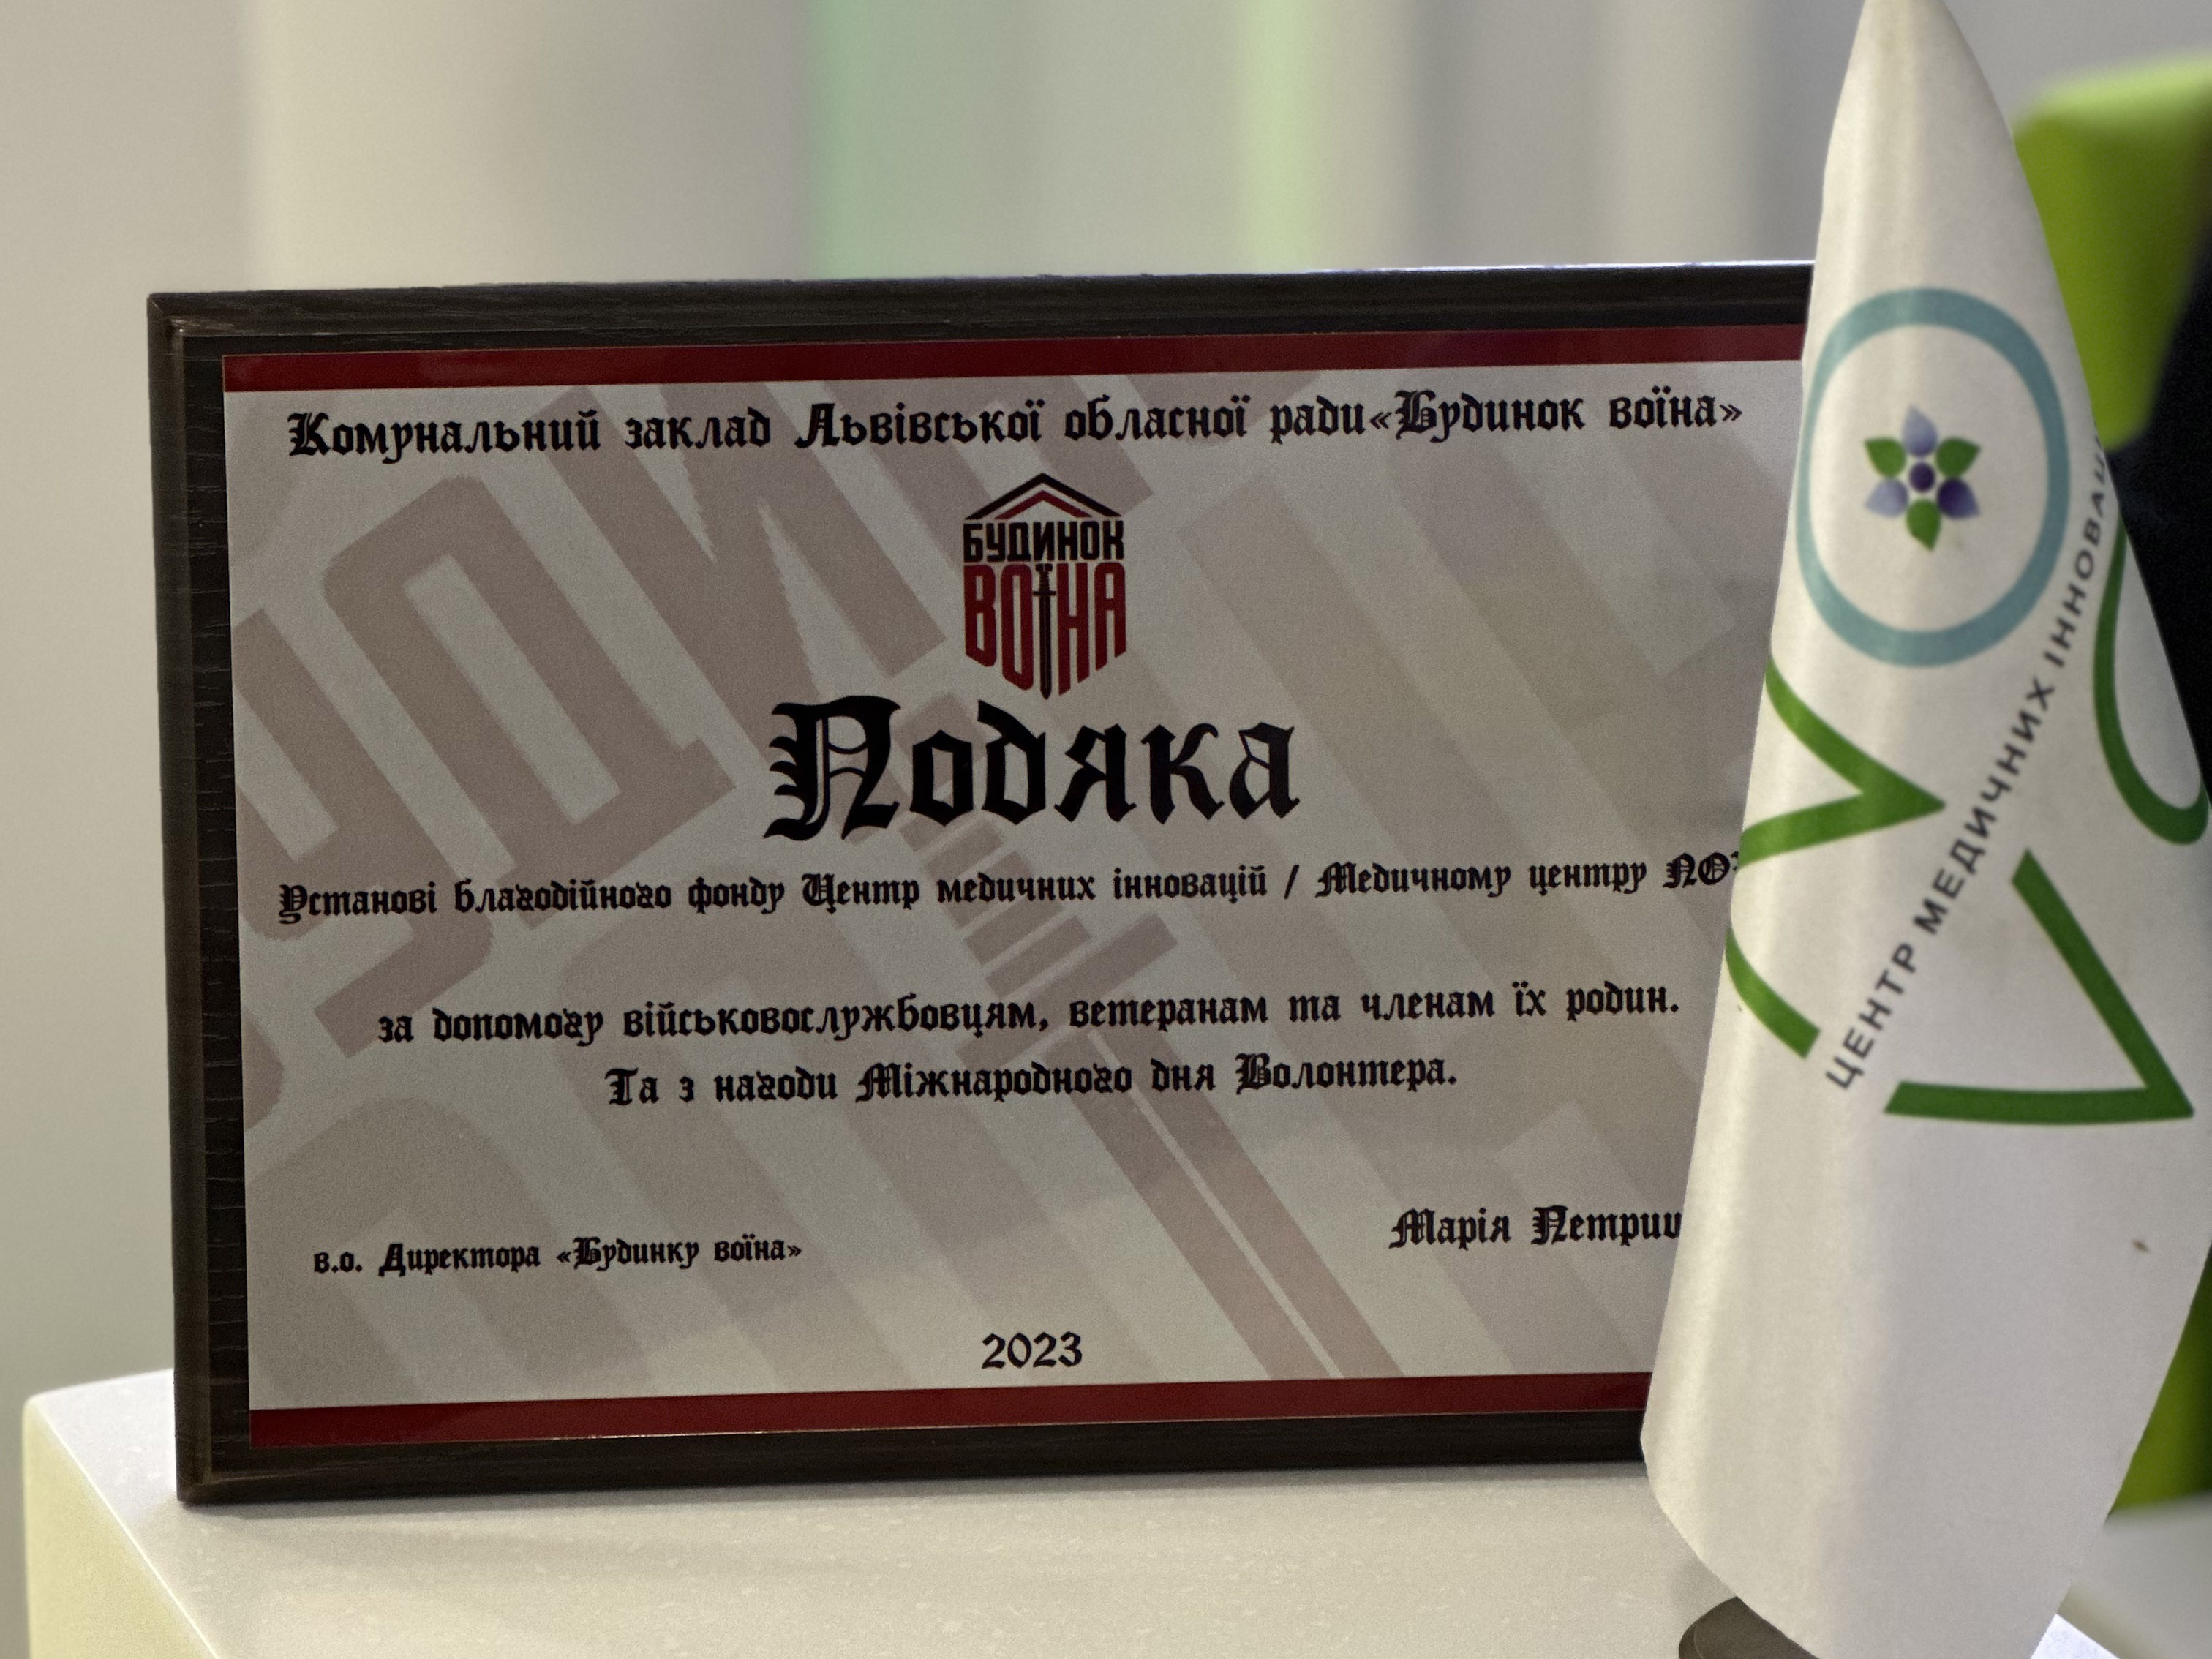 Комунальний заклад Львівської обласної ради«Будинок воїна»
БУДИНОК
ВОЇНА
Подяка
Установі благодійного фонду Центр медичних інновацій / Медичному центру
за допомогу військовослужбовцям, ветеранам та членам їх родин.
Та з нагоди Міжнародного дня Волонтера.
Марія
в.о. Директора «Будинку воїна»
2023
ЦЕНТР МЕДИЧНИХ